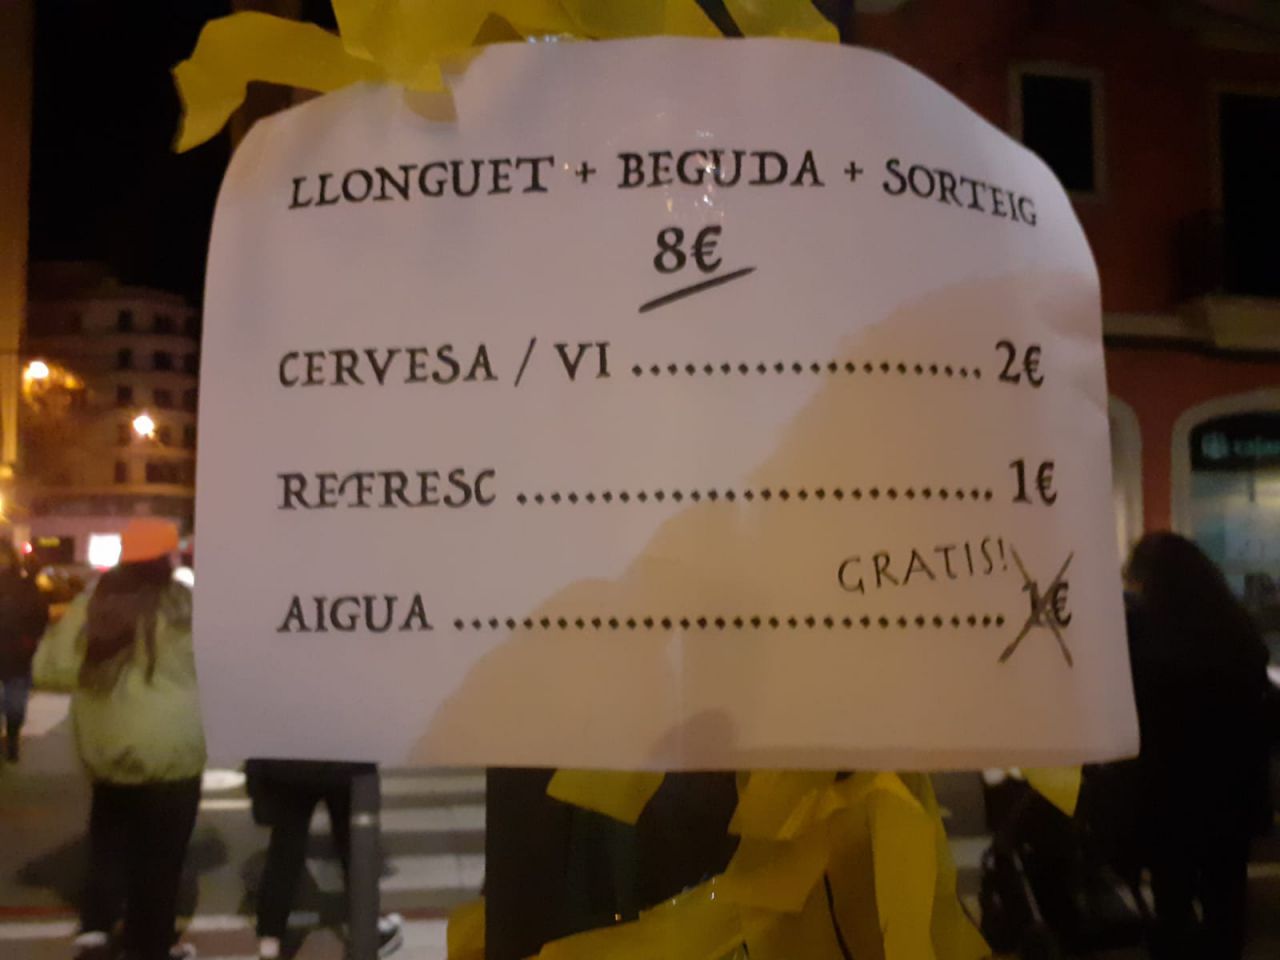 LLONGUET + BEGUDA + SORTEIG
8€
CERVESA / VI ........................ 2€
REFRESC ................................. 1€
GRATIS!
AIGUA ..................................... 1€